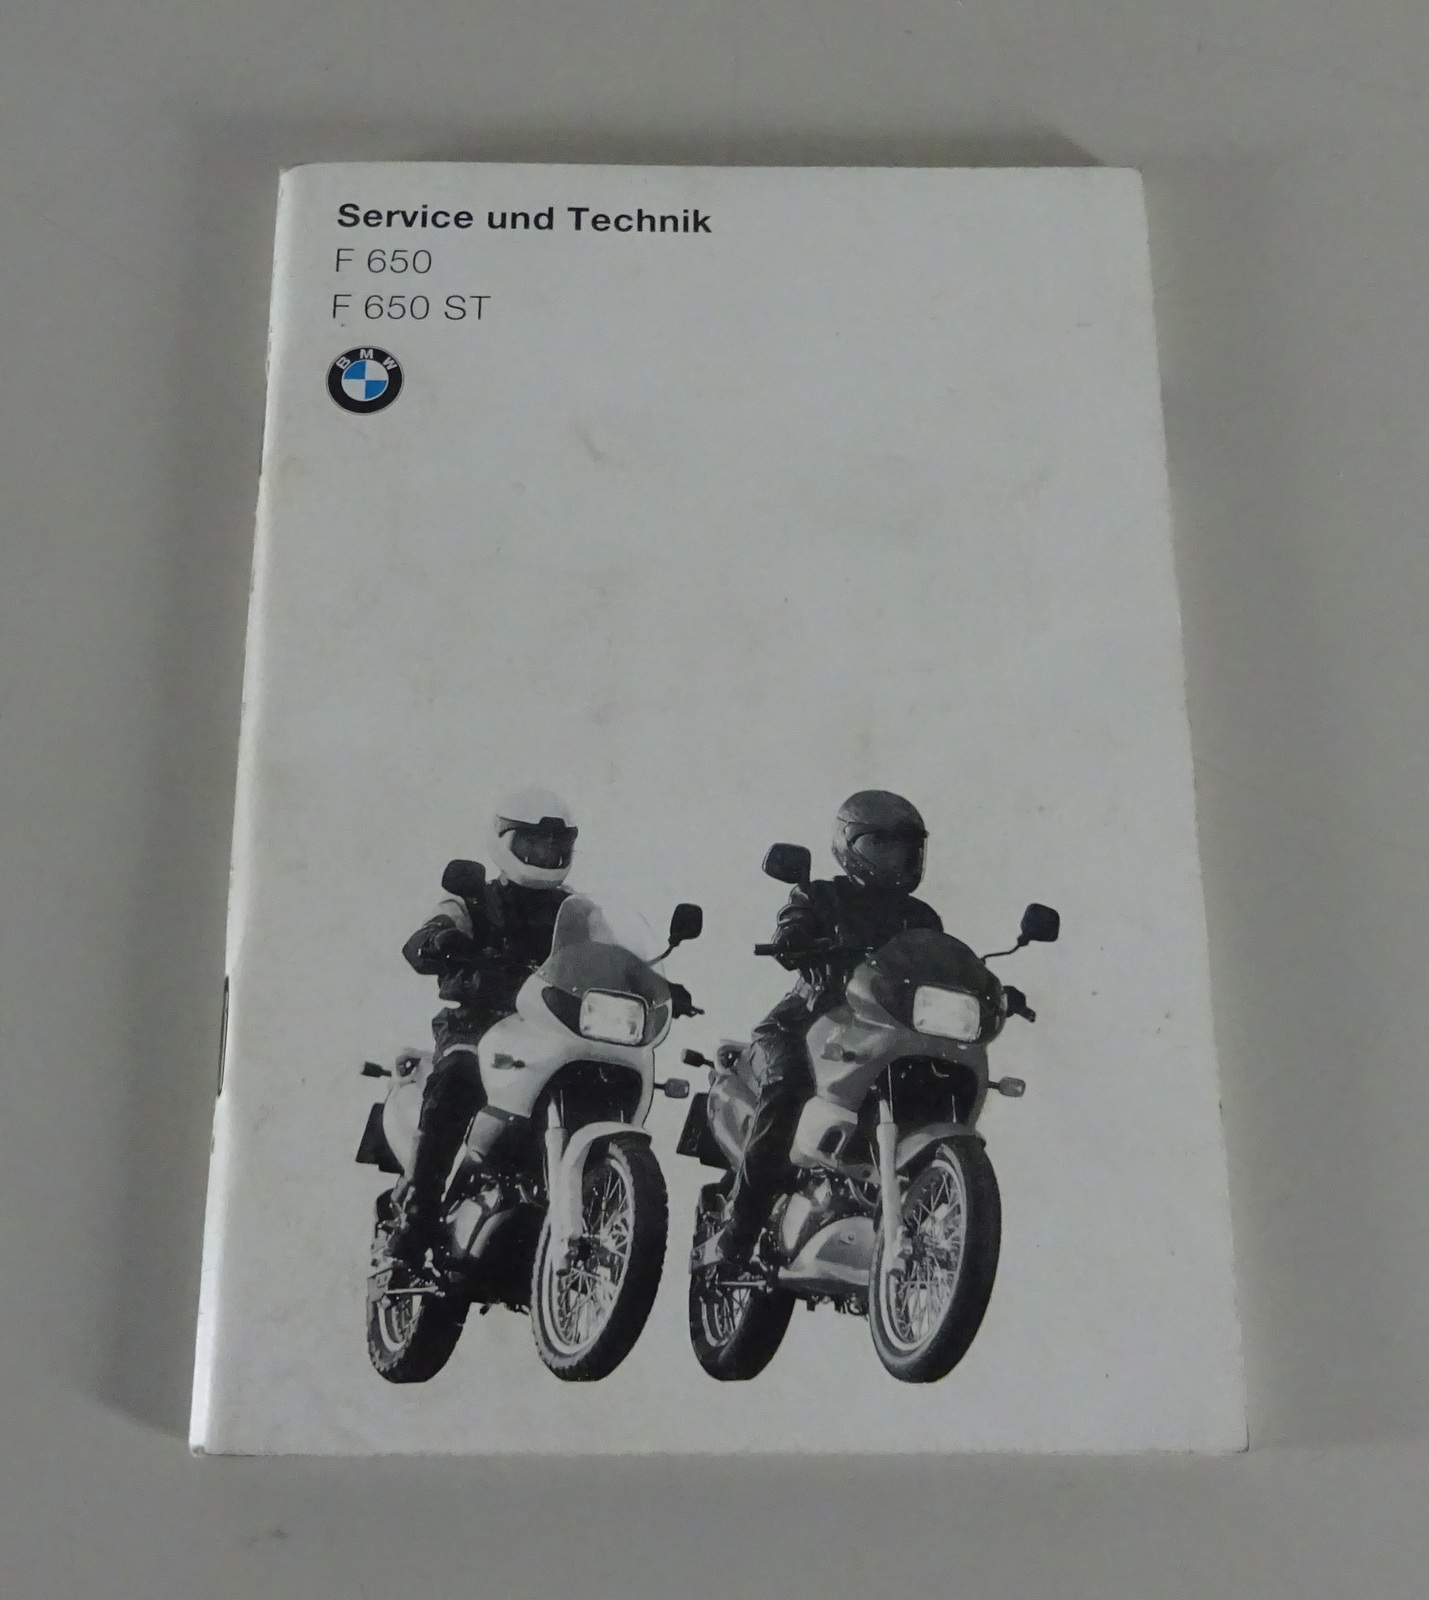 Service und Technik
F 650
F 650 ST
BMW